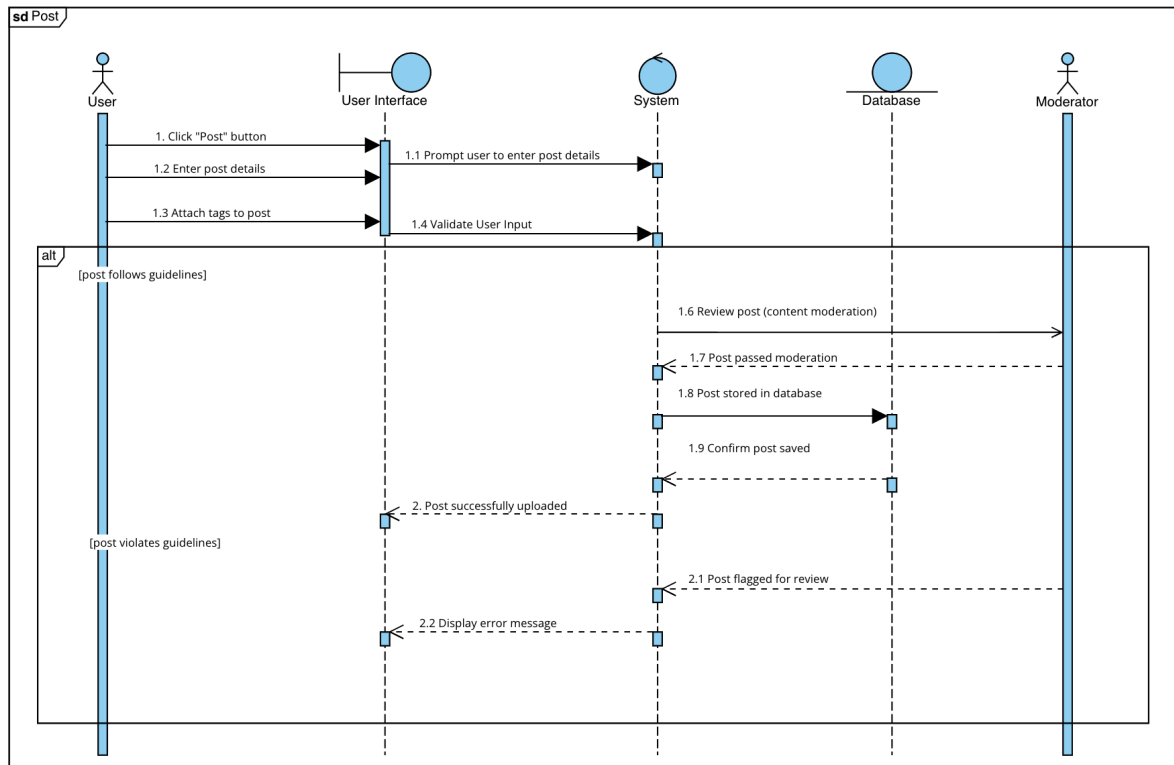 sd Post
User
User Interface
System
Database
Moderator
1. Click "Post" button
1.1 Prompt user to enter post details
1.2 Enter post details
1.3 Attach tags to post
1.4 Validate User Input
alt
[post follows guidelines]
1.6 Review post (content moderation)
1.7 Post passed moderation
1.8 Post stored in database
1.9 Confirm post saved
2. Post successfully uploaded
[post violates guidelines]
2.1 Post flagged for review
2.2 Display error message